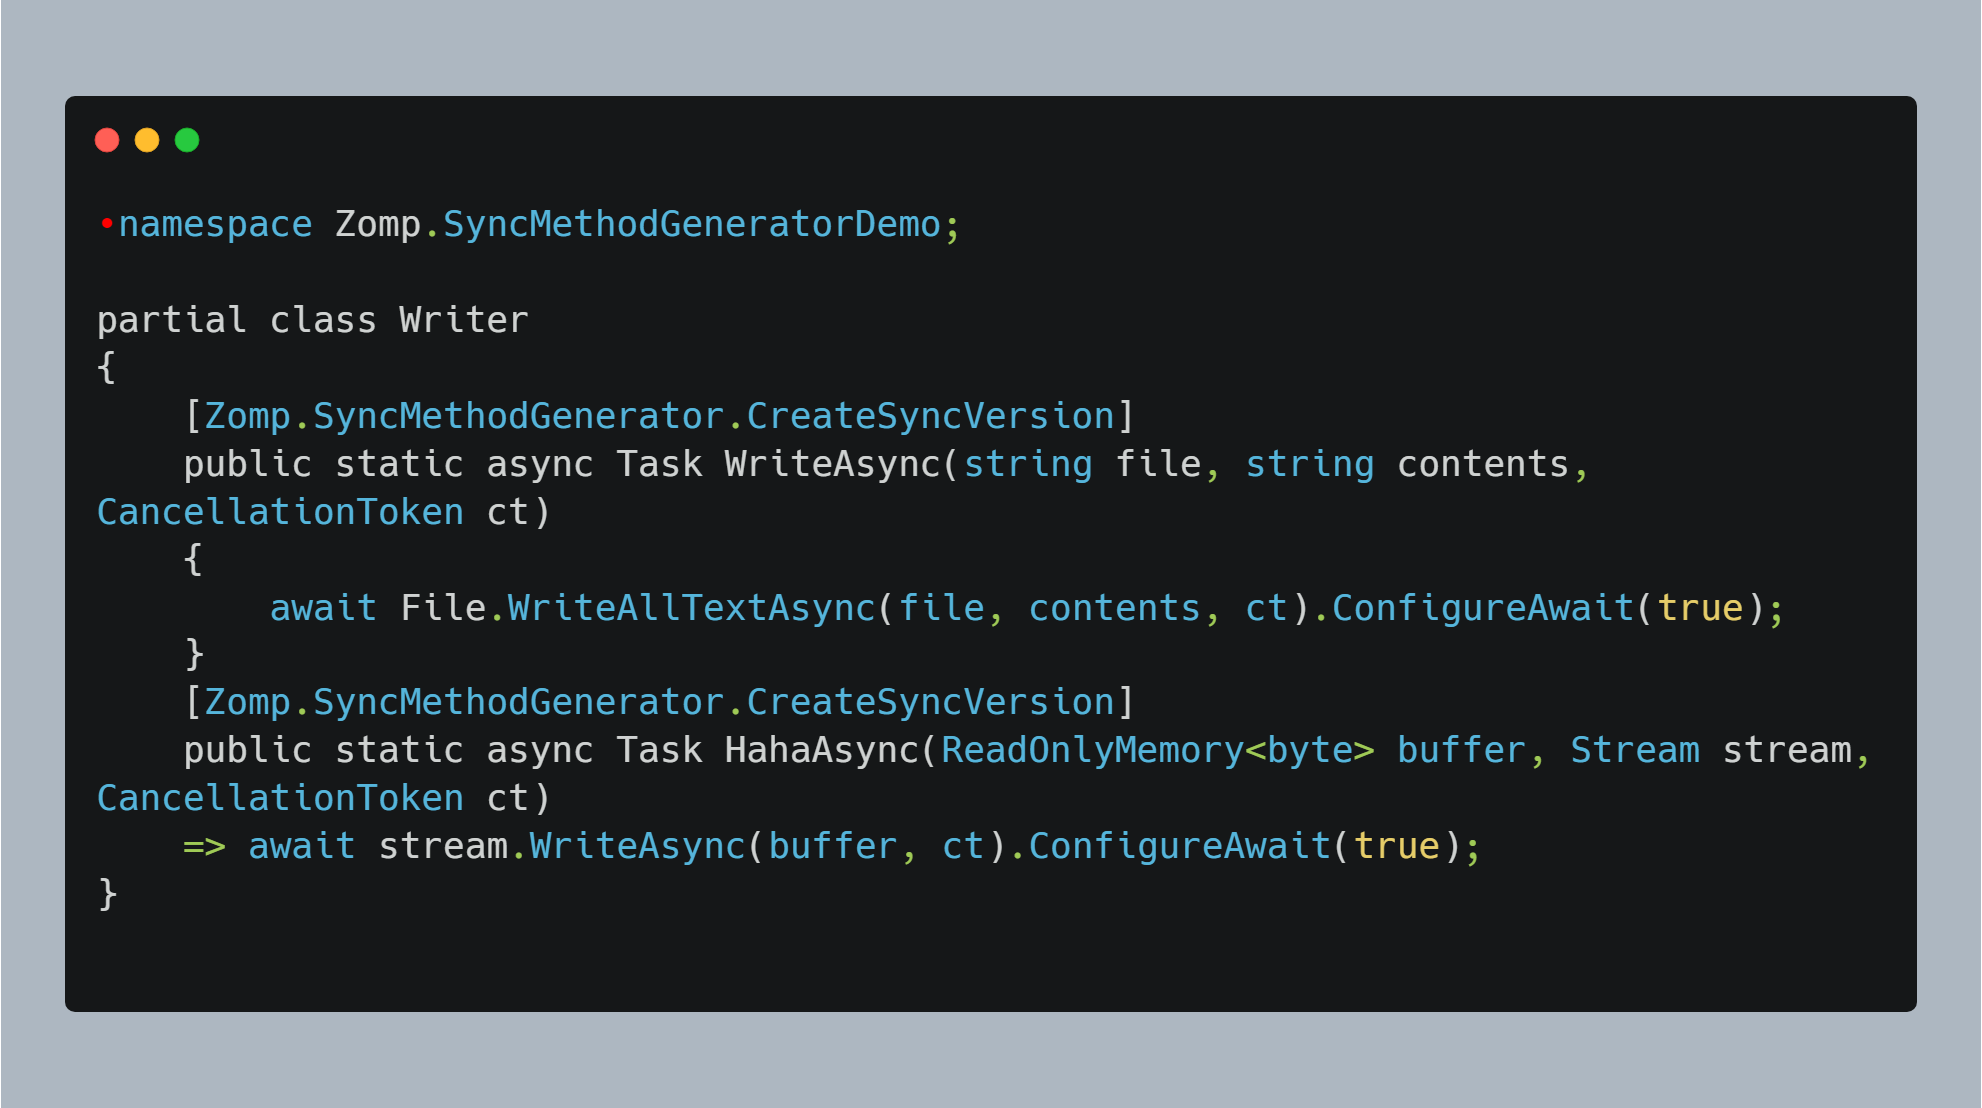 •namespace Zomp.SyncMethodGeneratorDemo;

partial class Writer
{
    [Zomp.SyncMethodGenerator.CreateSyncVersion]
    public static async Task WriteAsync(string file, string contents,
CancellationToken ct)
    {
        await File.WriteAllTextAsync(file, contents, ct).ConfigureAwait(true);
    }
    [Zomp.SyncMethodGenerator.CreateSyncVersion]
    public static async Task HahaAsync(ReadOnlyMemory<byte> buffer, Stream stream,
CancellationToken ct)
    => await stream.WriteAsync(buffer, ct).ConfigureAwait(true);
}